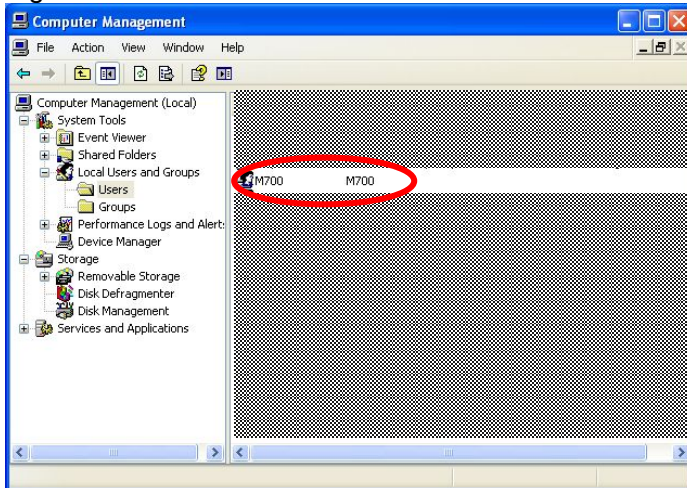 Computer Management
File Action View Window Help
Computer Management (Local)
System Tools
Event Viewer
Shared Folders
Local Users and Groups
M700 M700
Users
Groups
Performance Logs and Alert
Device Manager
Storage
Removable Storage
Disk Defragmenter
Disk Management
Services and Applications